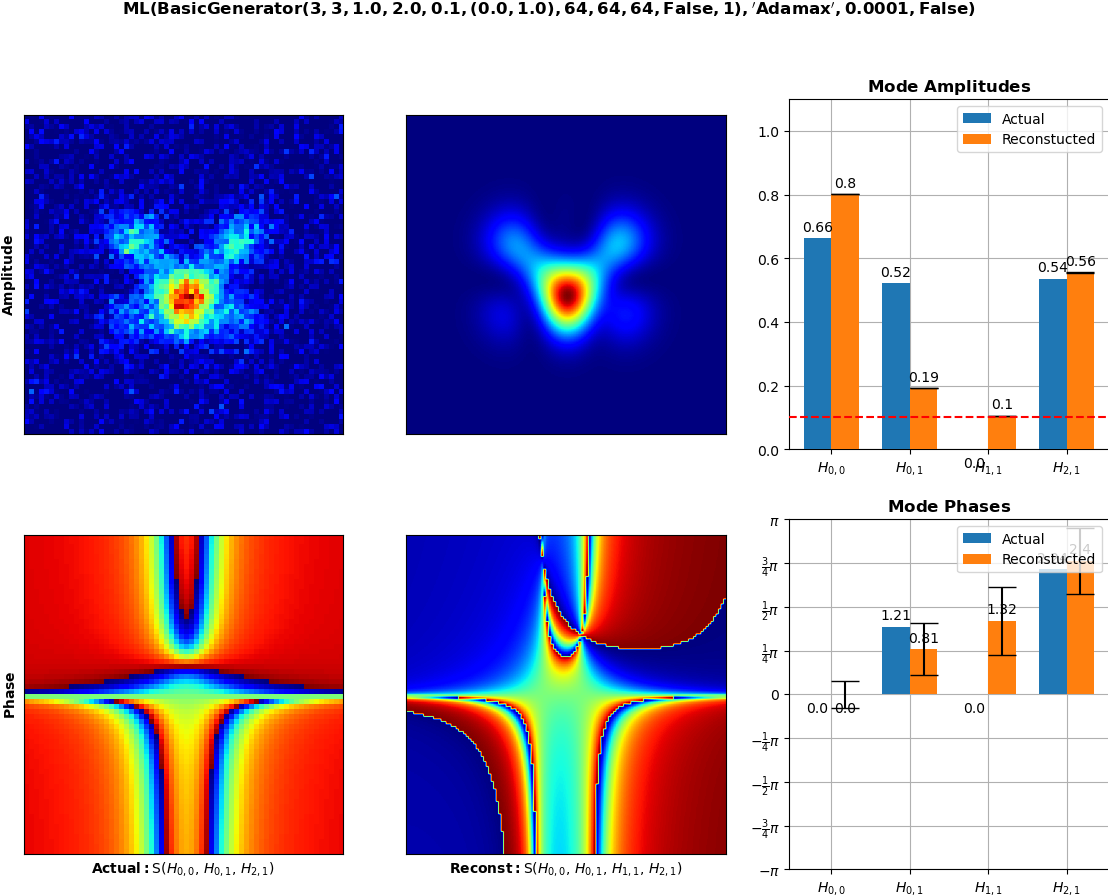 ML(BasicGenerator(3, 3, 1.0, 2.0, 0.1, (0.0, 1.0), 64, 64, 64, False, 1), ′Adamax′, 0.0001, False)
Amplitude
Mode Amplitudes
Actual
Reconstucted
1.0
0.8
0.6
0.4
0.2
0.0
0.66
0.8
0.52
0.19
0.0
0.1
0.54
0.56
H0,0
H0,1
H1,1
H2,1
Phase
Actual: S(H0,0, H0,1, H2,1)
Reconst: S(H0,0, H0,1, H1,1, H2,1)
Mode Phases
Actual
Reconstucted
π
3/4π
1/2π
1/4π
0
−1/4π
−1/2π
−3/4π
−π
0.0
0.0
1.21
0.81
0.0
1.32
2.4
H0,0
H0,1
H1,1
H2,1